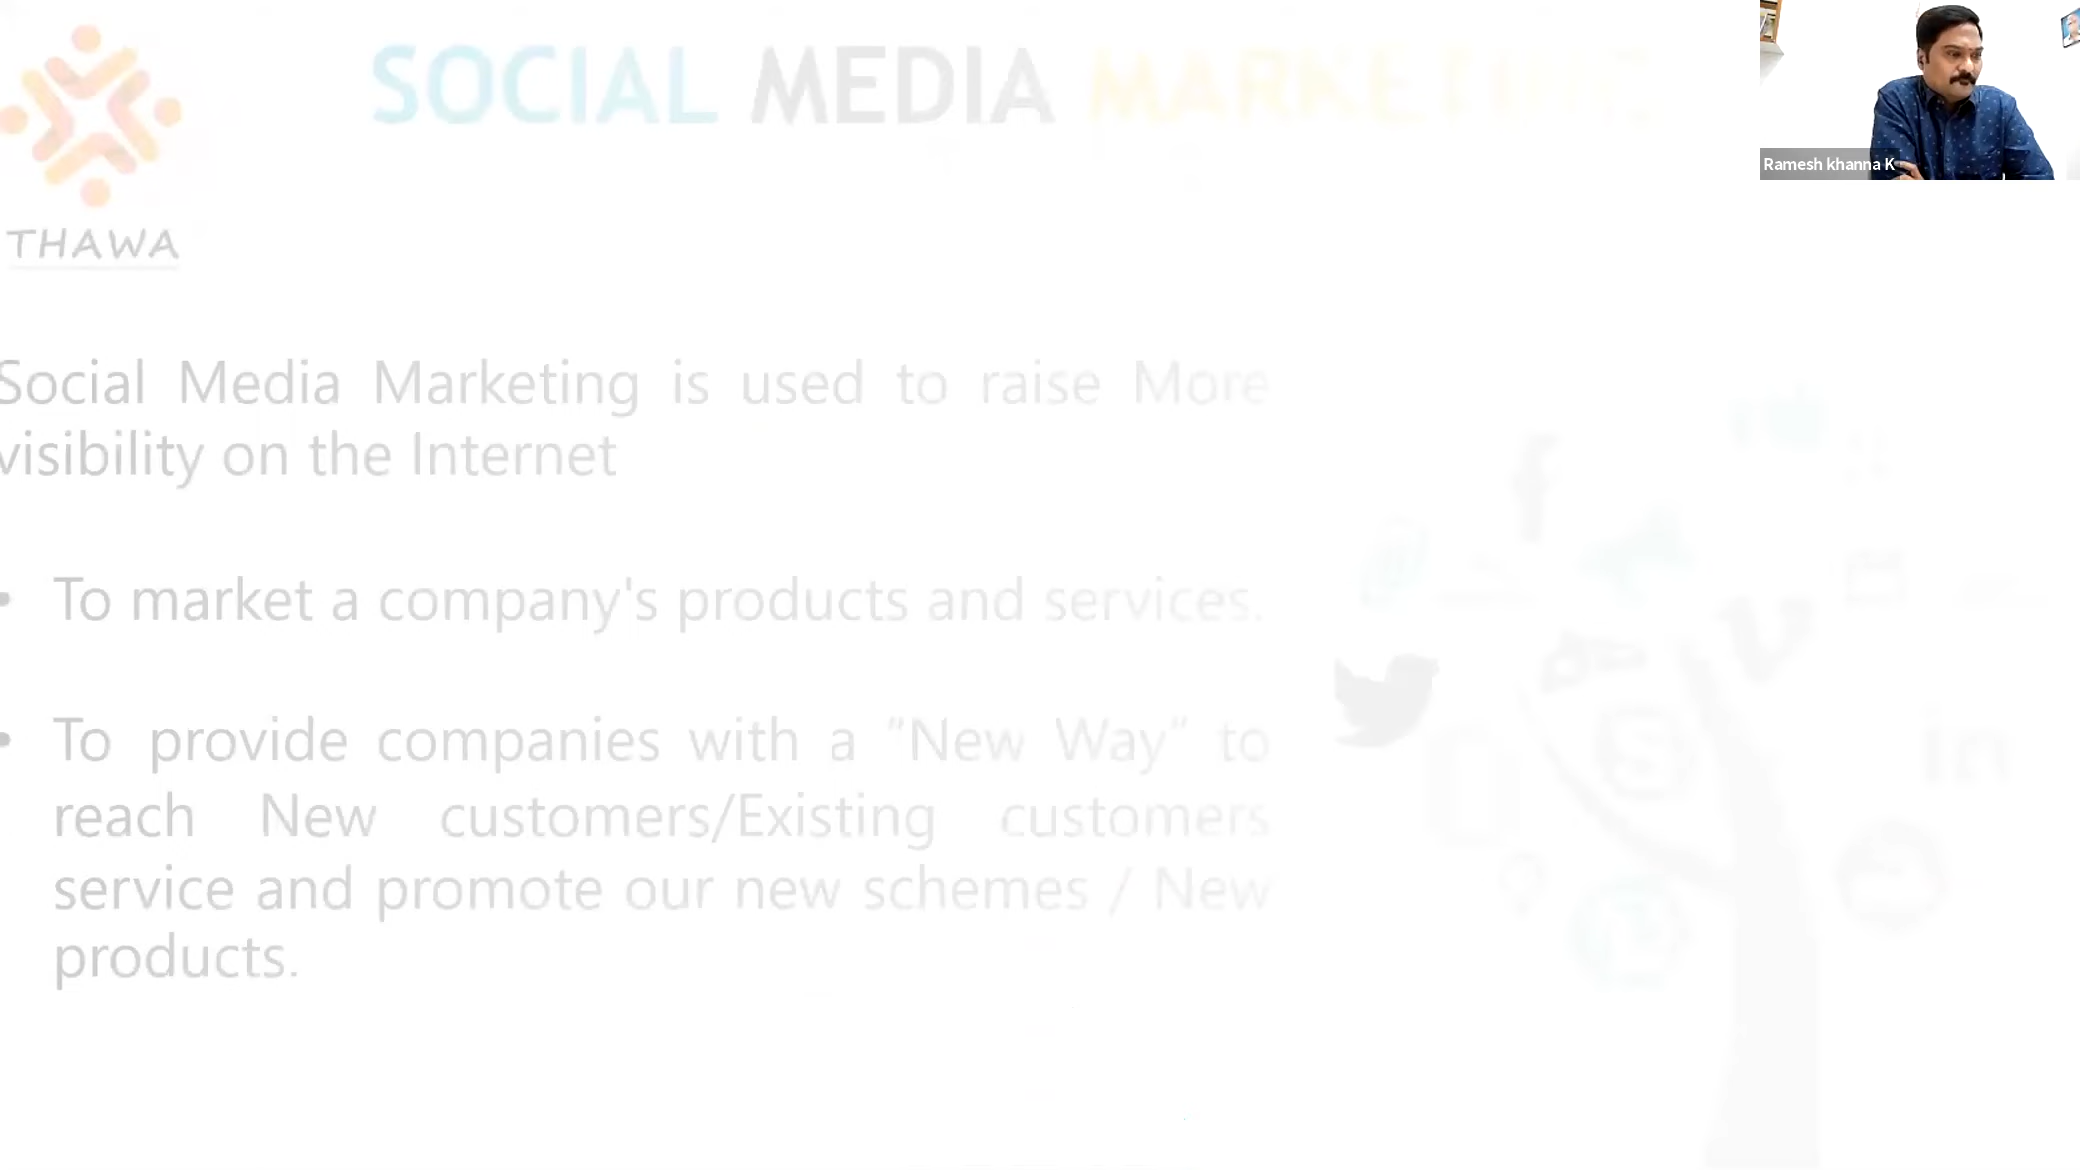 SOCIAL MEDIA MARKETING
Ramesh khanna K
THAWA
Social Media Marketing is used to raise More
visibility on the Internet
• To market a company's products and services.
• To provide companies with a “New Way” to
reach New customers/Existing customers
service and promote our new schemes / New
products.
in